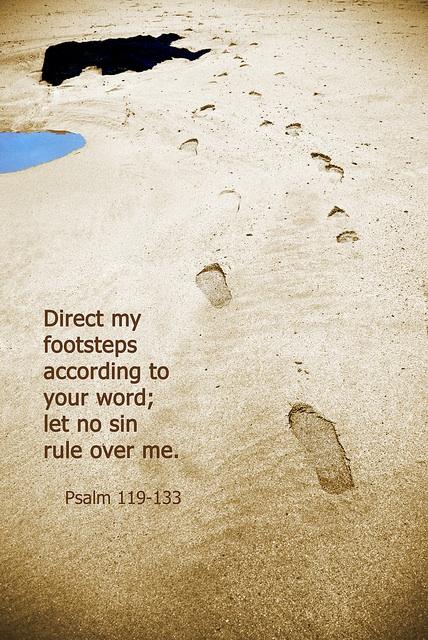 Direct my
footsteps
according to
your word;
let no sin
rule over me.
Psalm 119-133